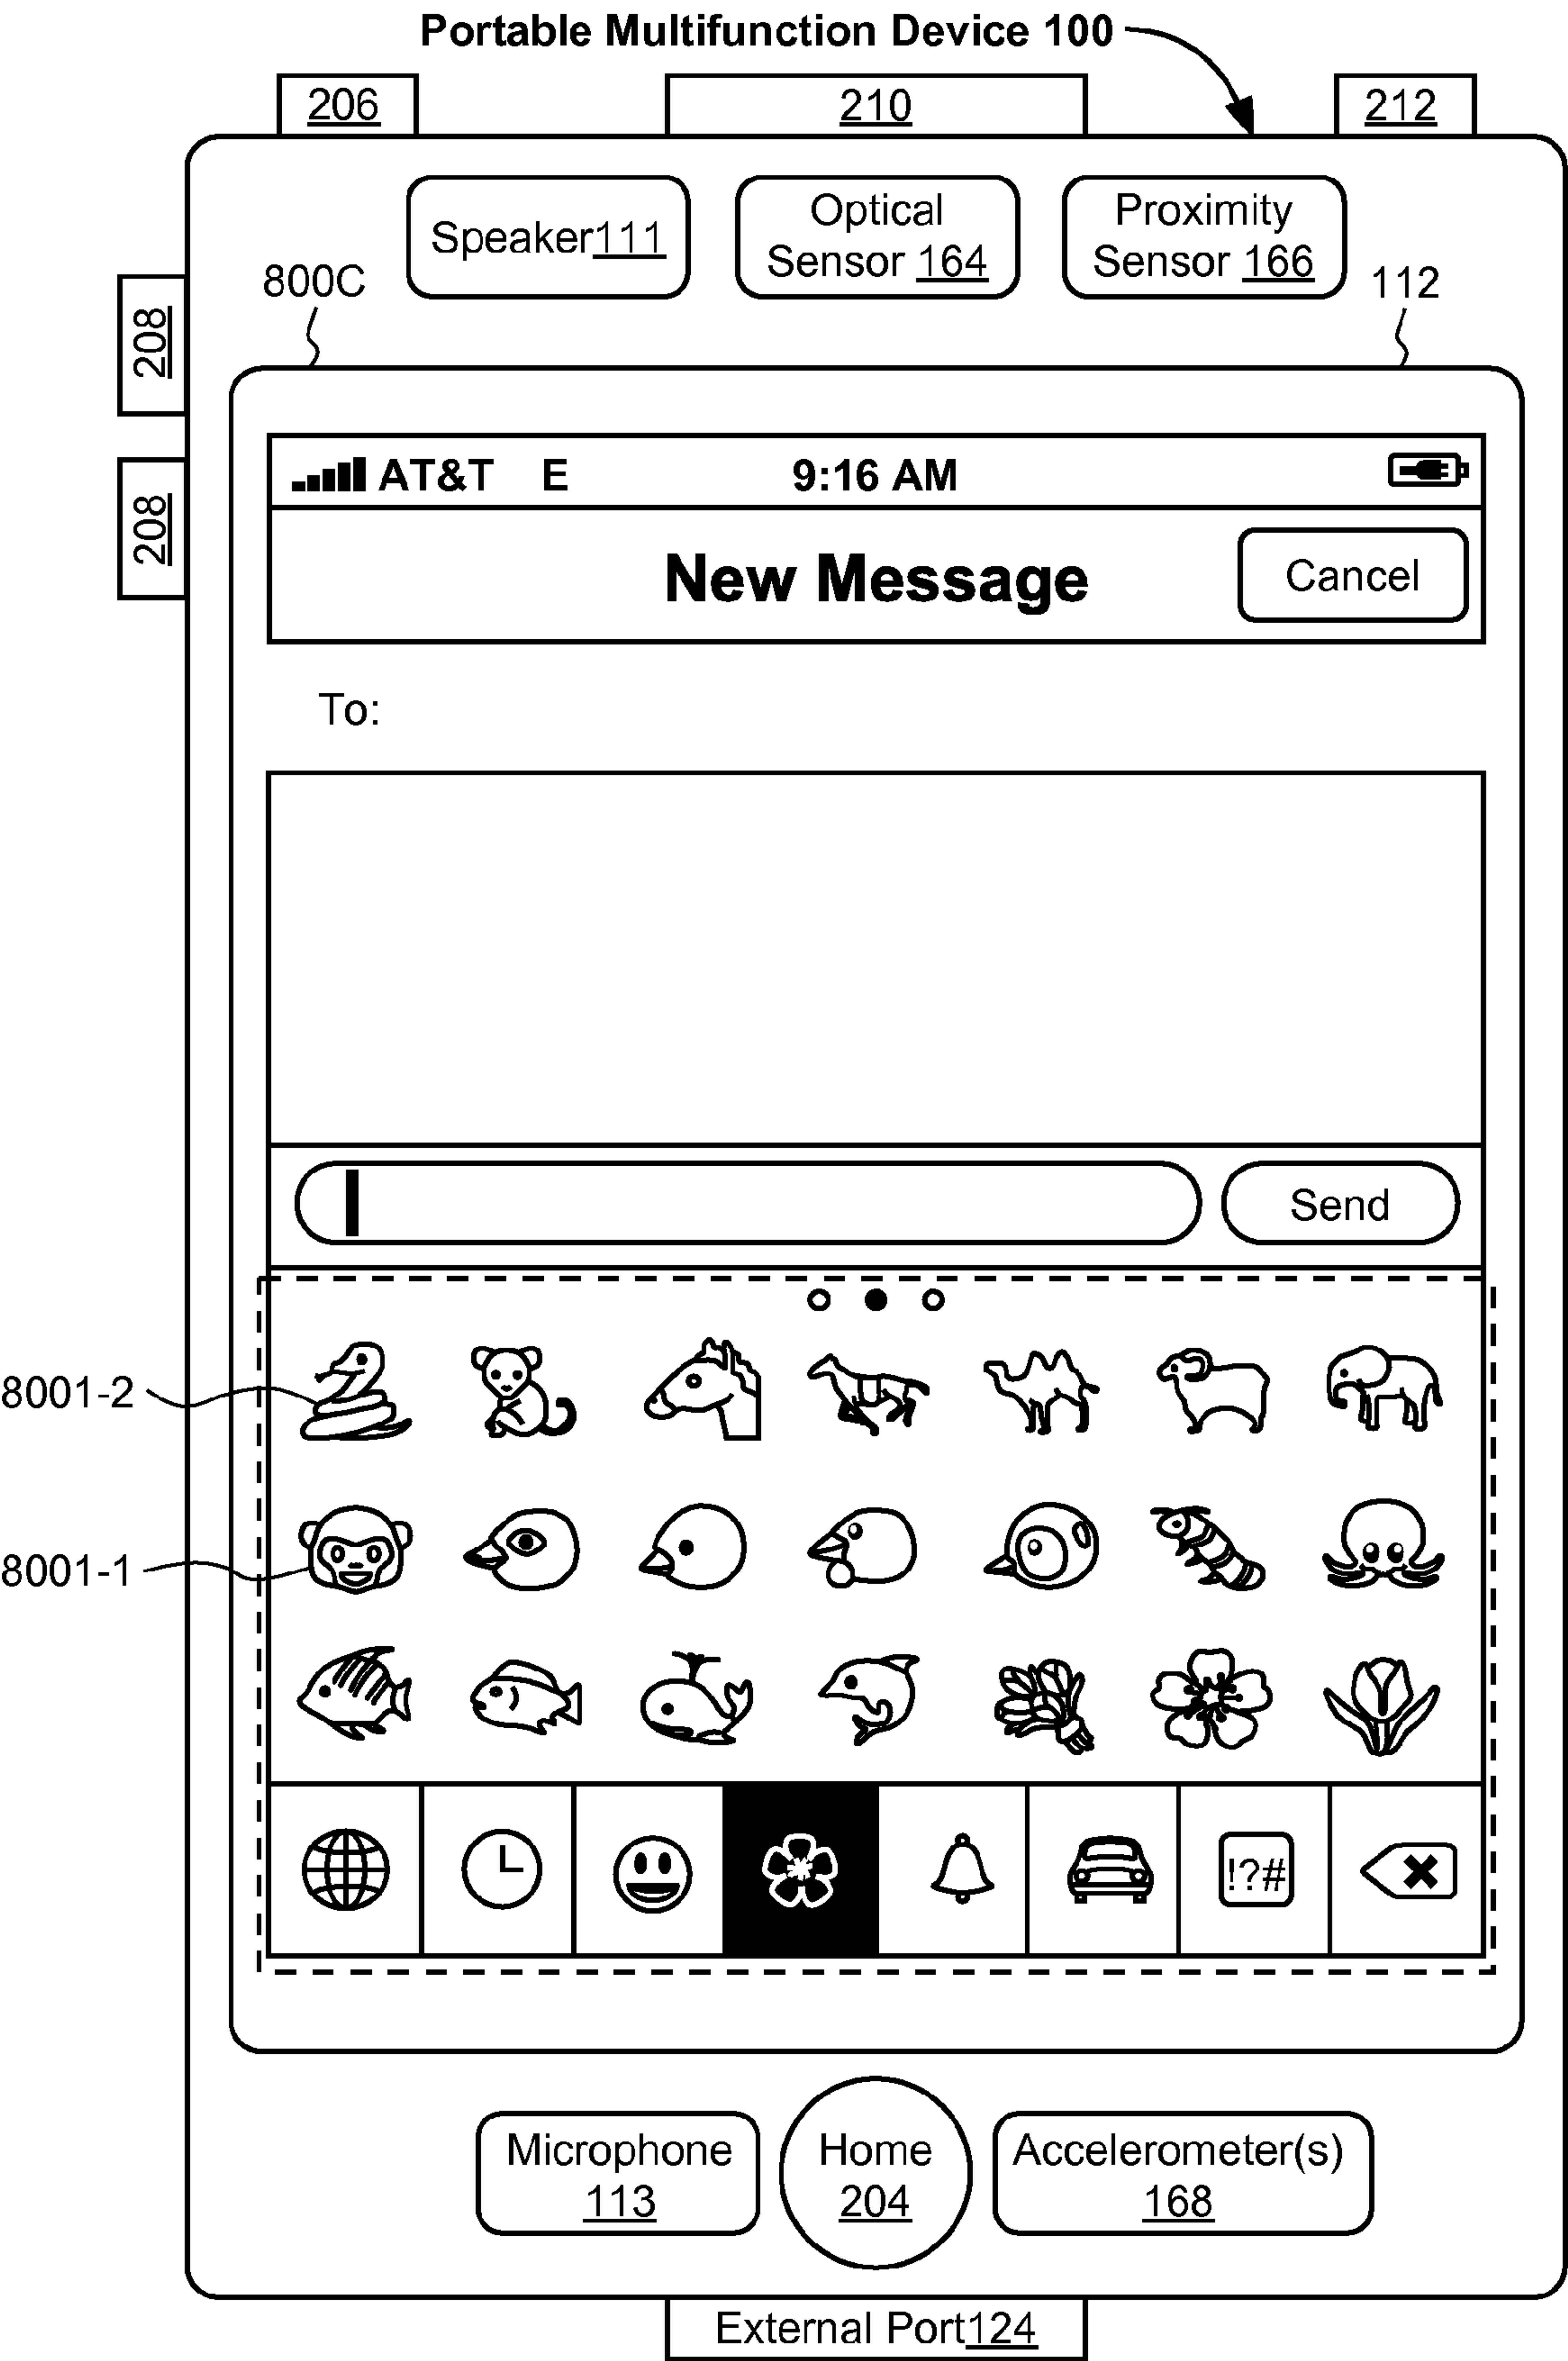 Portable Multifunction Device 100
206
210
212
Speaker111
Optical
Sensor 164
Proximity
Sensor 166
800C
112
208
208
AT&T E 9:16 AM
New Message
Cancel
To:
Send
8001-2
8001-1
!?#
Microphone
113
Home
204
Accelerometer(s)
168
External Port124